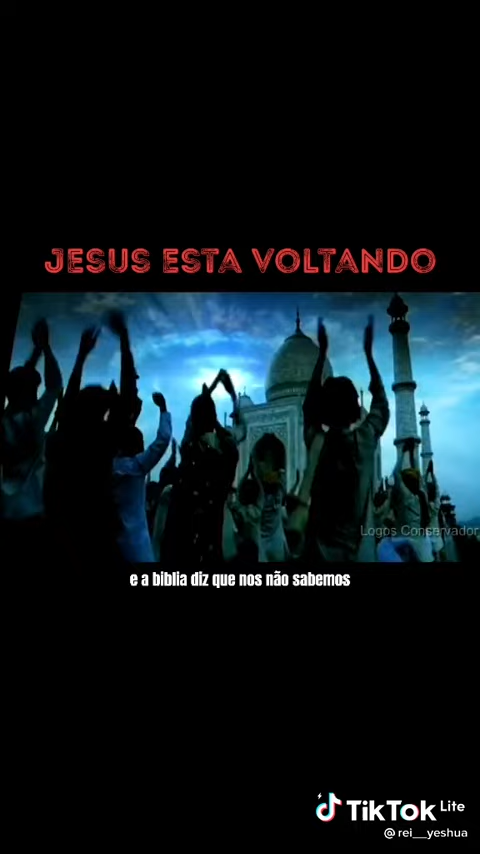 JESUS ESTA VOLTANDO
Logos Conservador
e a biblia diz que nos não sabemos
TikTok Lite
@rei__yeshua